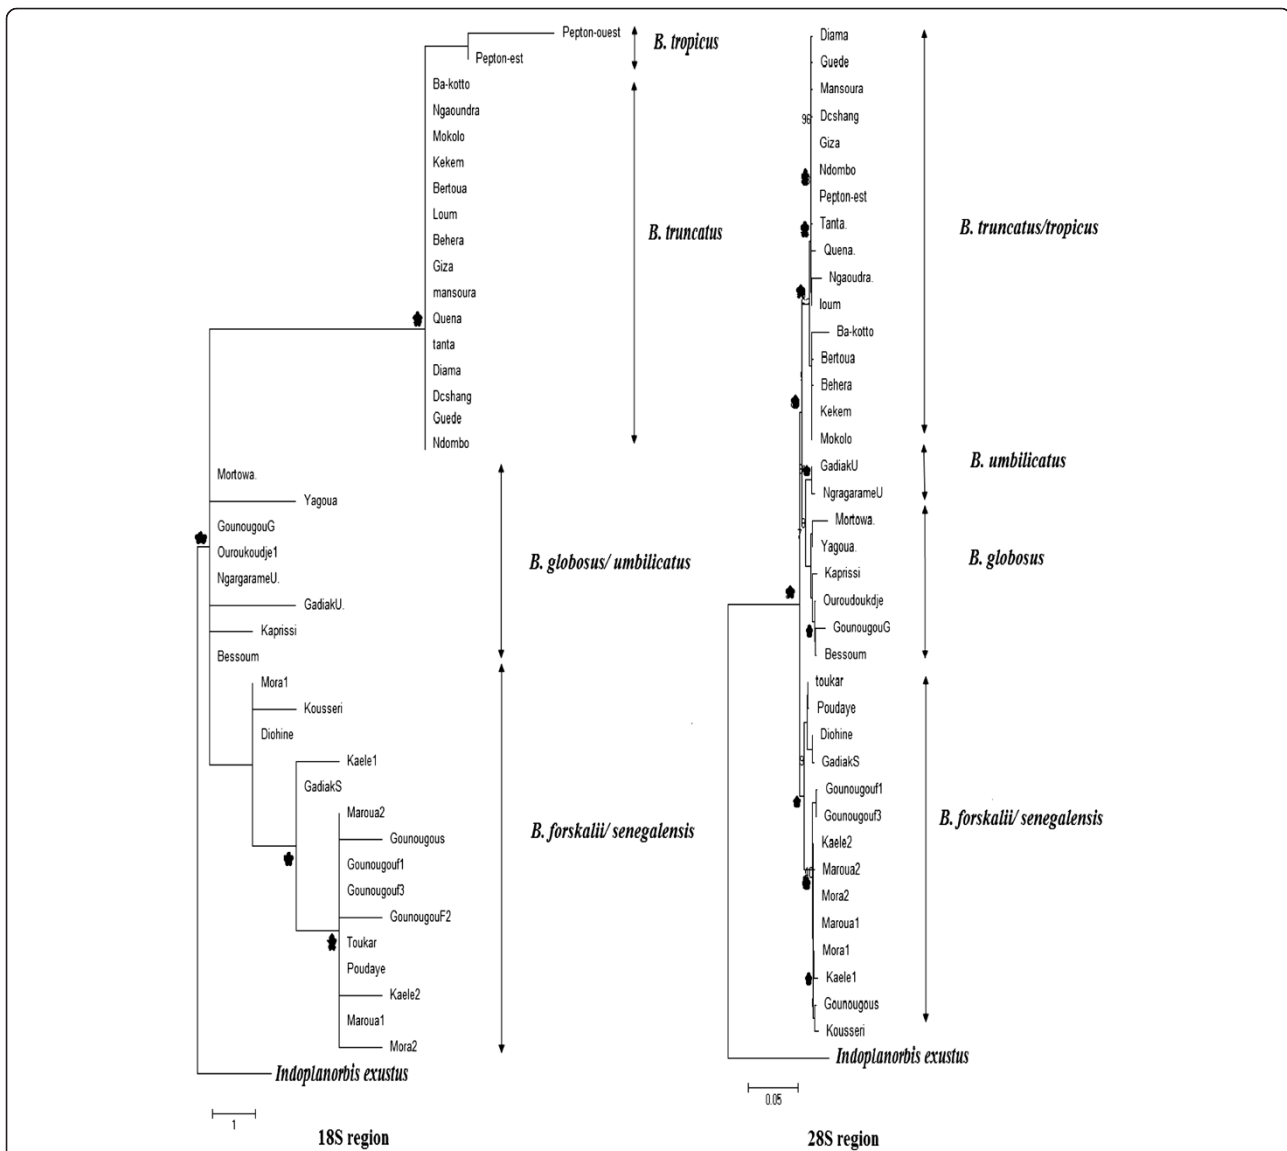 Pepton-ouest
Pepton-est
B. tropicus
Ba-kotto
Ngaoundra
Mokolo
Kekem
Bertoua
Loum
Behera
Giza
mansoura
Quena
tanta
Diama
Dcshang
Guede
Ndombo
B. truncatus
Mortowa.
Yagoua
GounougouG
Ouroukoudje1
NgargarameU.
GadiakU.
Kaprissi
Bessoum
B. globosus/ umbilicatus
Mora1
Kousseri
Diohine
Kaele1
GadiakS
Maroua2
Gounougous
Gounougouf1
Gounougouf3
GounougouF2
Toukar
Poudaye
Kaele2
Maroua1
Mora2
B. forskalii/ senegalensis
Indoplanorbis exustus
1
18S region
Diama
Guede
Mansoura
Dcshang
96
Giza
Ndombo
Pepton-est
Tanta.
Quena.
Ngaoudra.
loum
Ba-kotto
Bertoua
Behera
Kekem
Mokolo
B. truncatus/tropicus
GadiakU
NgragarameU
B. umbilicatus
Mortowa.
Yagoua.
Kaprissi
Ouroudoukdje
GounougouG
Bessoum
B. globosus
toukar
Poudaye
Diohine
GadiakS
Gounougouf1
Gounougouf3
Kaele2
Maroua2
Mora2
Maroua1
Mora1
Kaele1
Gounougous
Kousseri
B. forskalii/ senegalensis
Indoplanorbis exustus
0.05
28S region